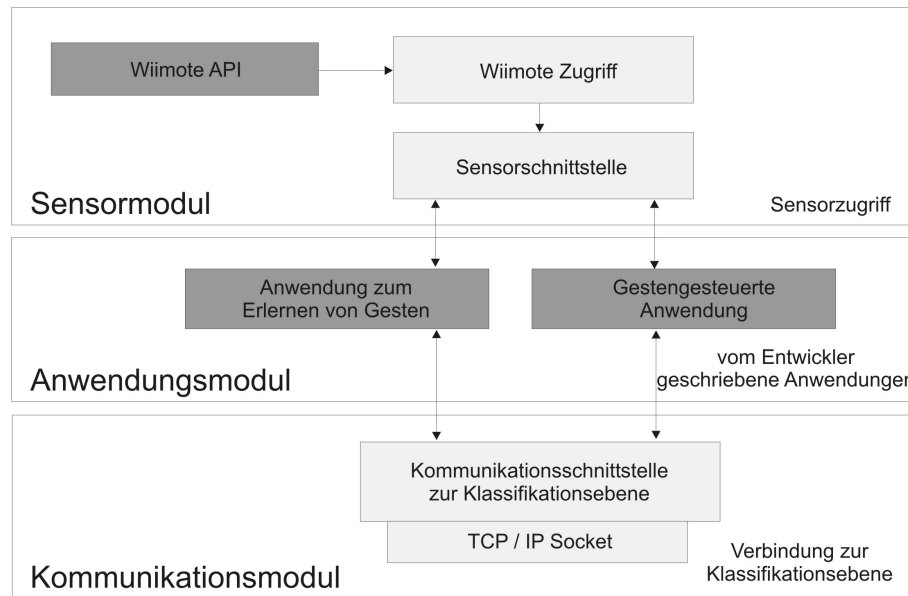 Wiimote API
Wiimote Zugriff
Sensorschnittstelle
Sensormodul
Sensorzugriff
Anwendung zum
Erlernen von Gesten
Gestengesteuerte
Anwendung
Anwendungsmodul
vom Entwickler
geschriebene Anwendungen
Kommunikationsschnittstelle
zur Klassifikationsebene
TCP / IP Socket
Kommunikationsmodul
Verbindung zur
Klassifikationsebene